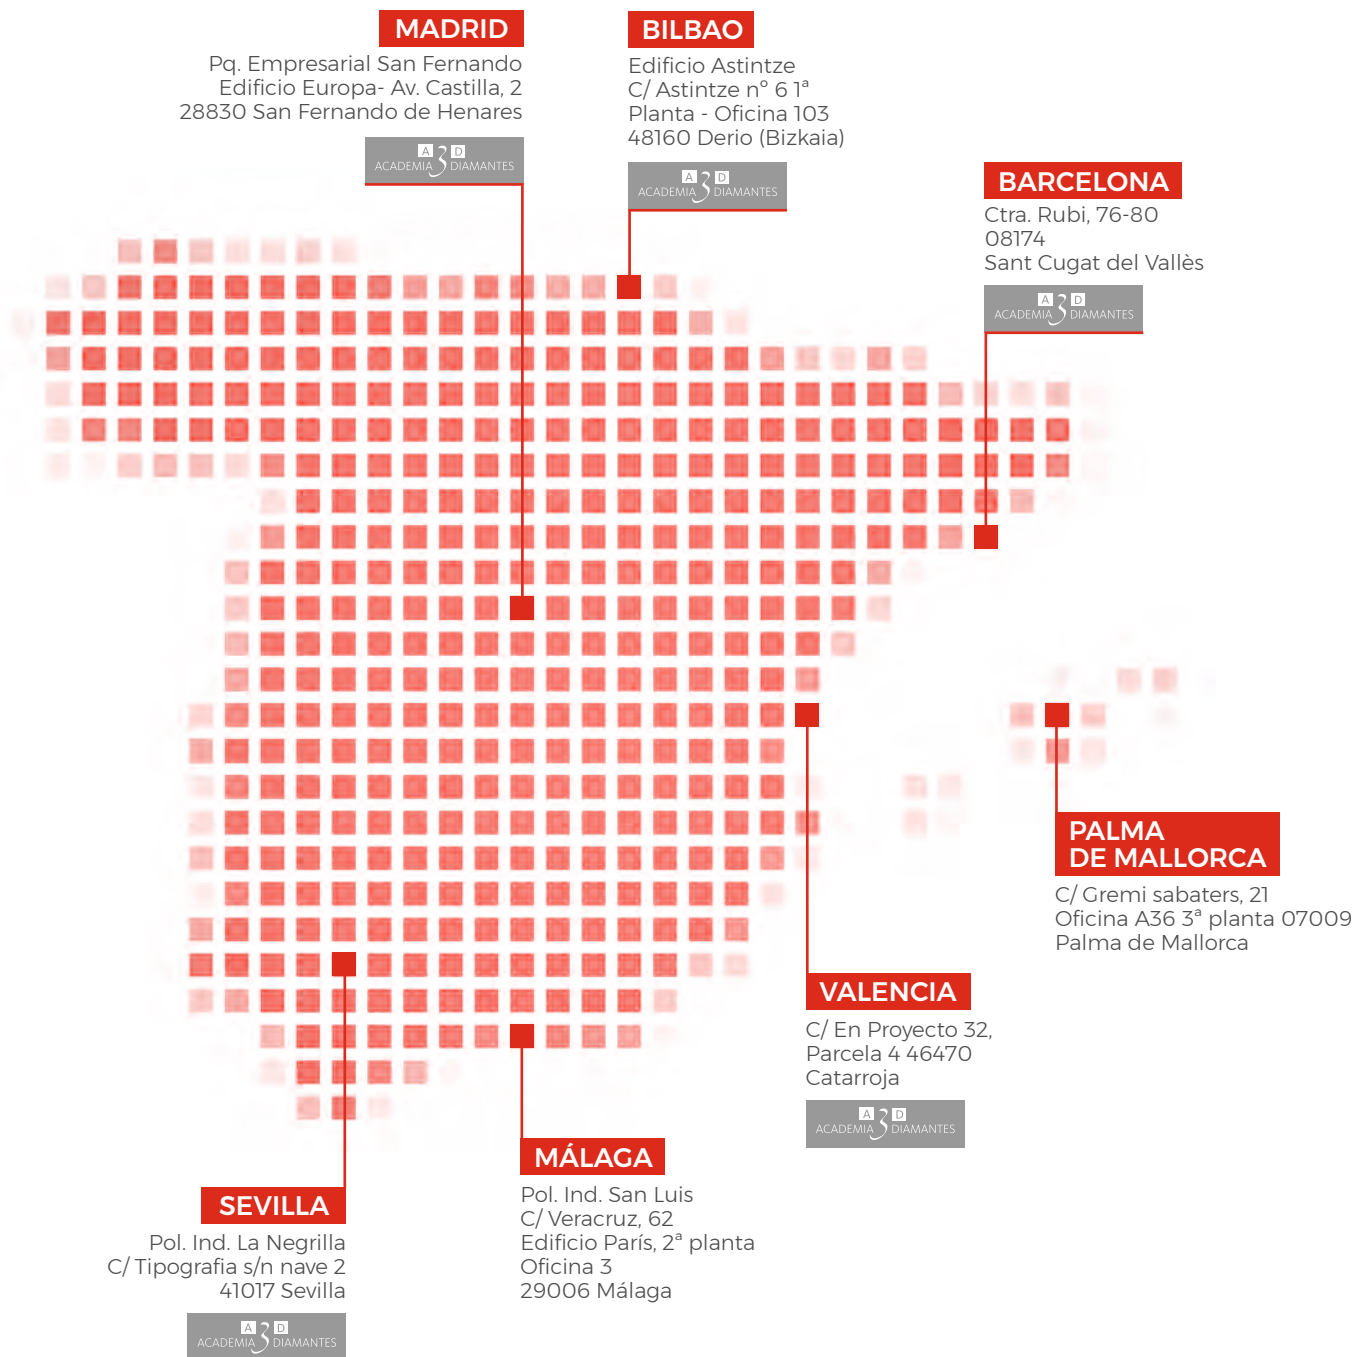 MADRID
Pq. Empresarial San Fernando
Edificio Europa- Av. Castilla, 2
28830 San Fernando de Henares
A D
ACADEMIA 3 DIAMANTES
BILBAO
Edificio Astintze
C/ Astintze nº 6 1ª
Planta - Oficina 103
48160 Derio (Bizkaia)
A D
ACADEMIA 3 DIAMANTES
BARCELONA
Ctra. Rubi, 76-80
08174
Sant Cugat del Vallès
A D
ACADEMIA 3 DIAMANTES
PALMA
DE MALLORCA
C/ Gremi sabaters, 21
Oficina A36 3ª planta 07009
Palma de Mallorca
VALENCIA
C/ En Proyecto 32,
Parcela 4 46470
Catarroja
A D
ACADEMIA 3 DIAMANTES
MÁLAGA
Pol. Ind. San Luis
C/ Veracruz, 62
Edificio París, 2ª planta
Oficina 3
29006 Málaga
SEVILLA
Pol. Ind. La Negrilla
C/ Tipografia s/n nave 2
41017 Sevilla
A D
ACADEMIA 3 DIAMANTES